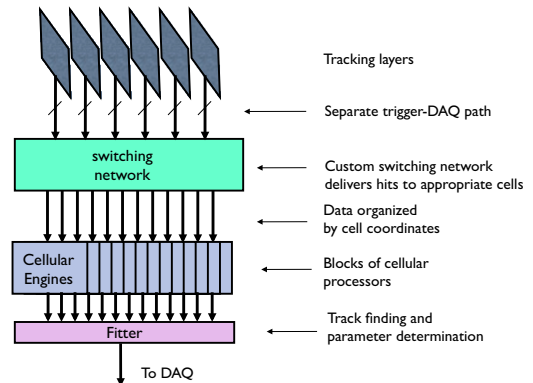 Tracking layers
Separate trigger-DAQ path
switching
network
Custom switching network
delivers hits to appropriate cells
Data organized
by cell coordinates
Cellular
Engines
Blocks of cellular
processors
Fitter
Track finding and
parameter determination
To DAQ